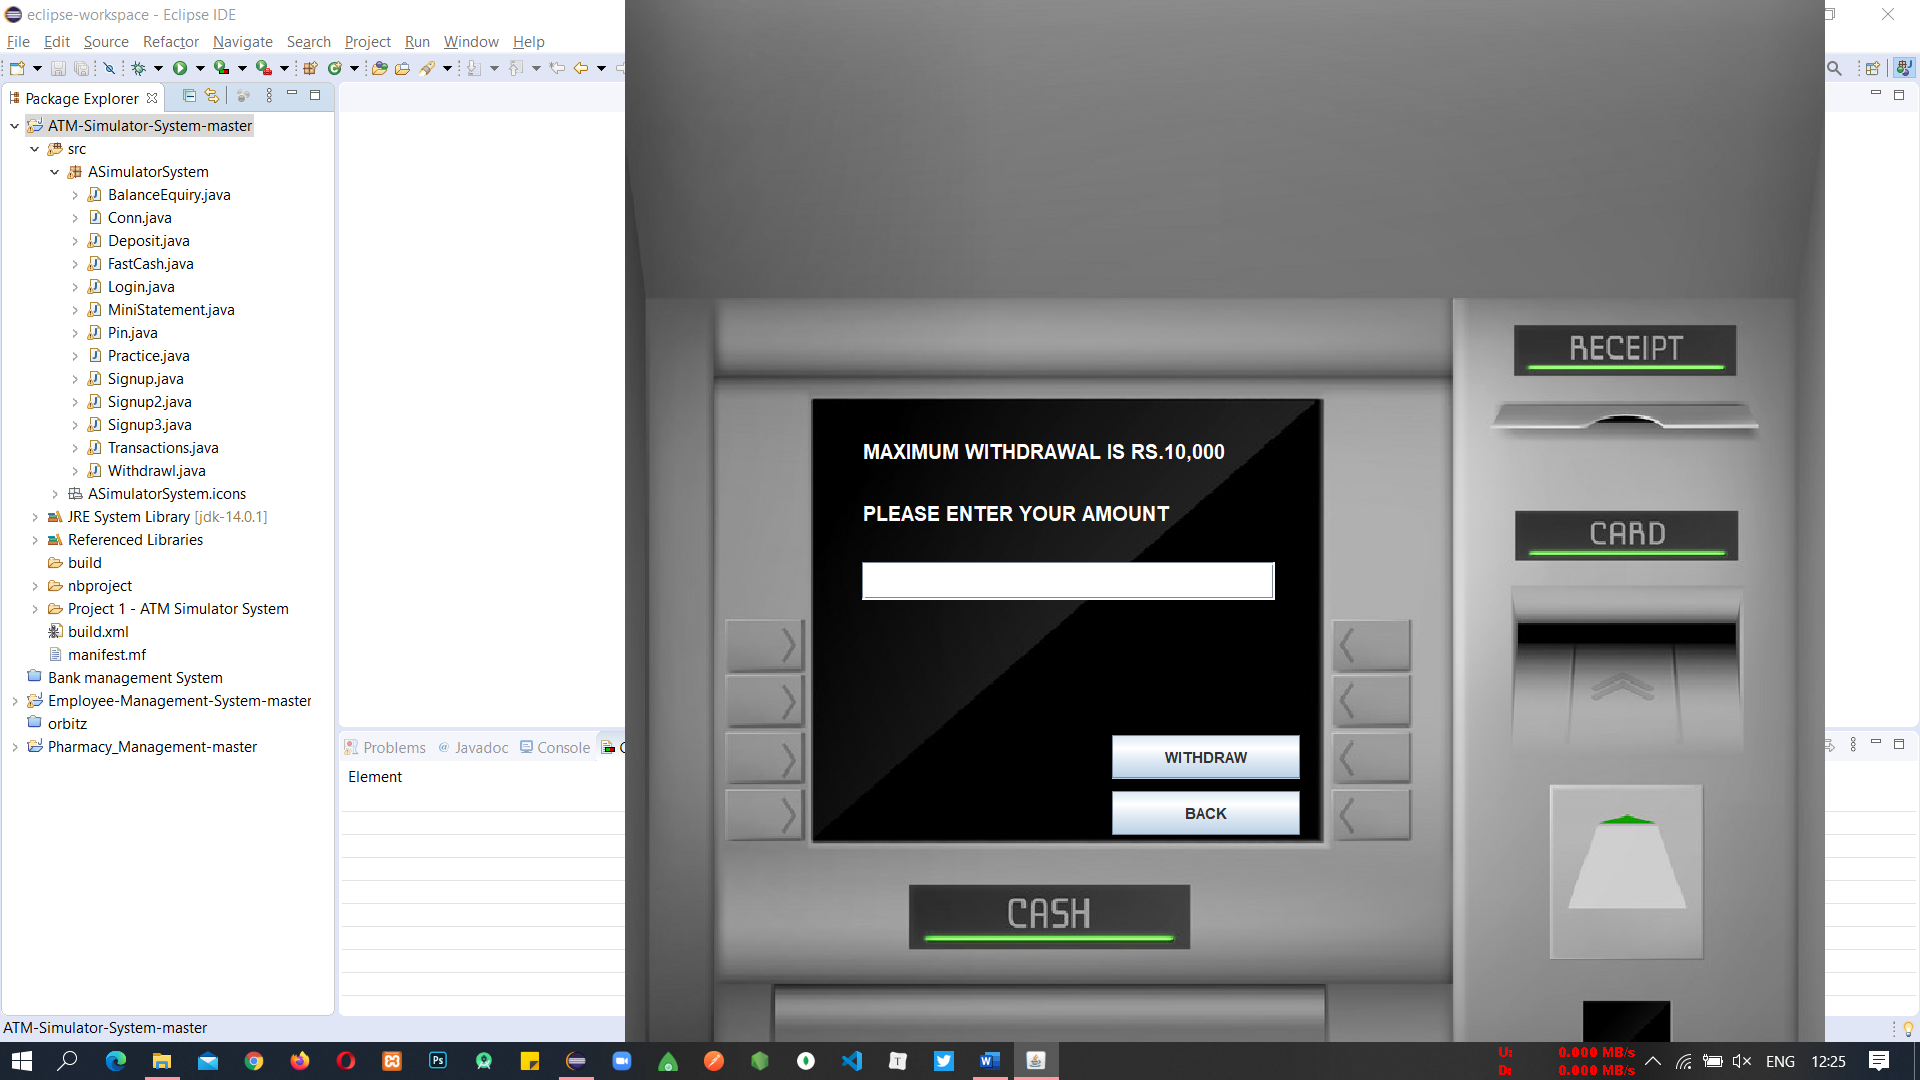 eclipse-workspace - Eclipse IDE
File Edit Source Refactor Navigate Search Project Run Window Help
Package Explorer
ATM-Simulator-System-master
src
ASimulatorSystem
BalanceEquiry.java
Conn.java
Deposit.java
FastCash.java
Login.java
MiniStatement.java
Pin.java
Practice.java
Signup.java
Signup2.java
Signup3.java
Transactions.java
Withdrawl.java
ASimulatorSystem.icons
JRE System Library [jdk-14.0.1]
Referenced Libraries
build
nbproject
Project 1 - ATM Simulator System
build.xml
manifest.mf
Bank management System
Employee-Management-System-master
orbitz
Pharmacy_Management-master
Problems @ Javadoc Console
Element
MAXIMUM WITHDRAWAL IS RS.10,000
PLEASE ENTER YOUR AMOUNT
WITHDRAW
BACK
CASH
RECEIPT
CARD
ATM-Simulator-System-master
U: 0.000 MB/s
D: 0.000 MB/s
ENG 12:25